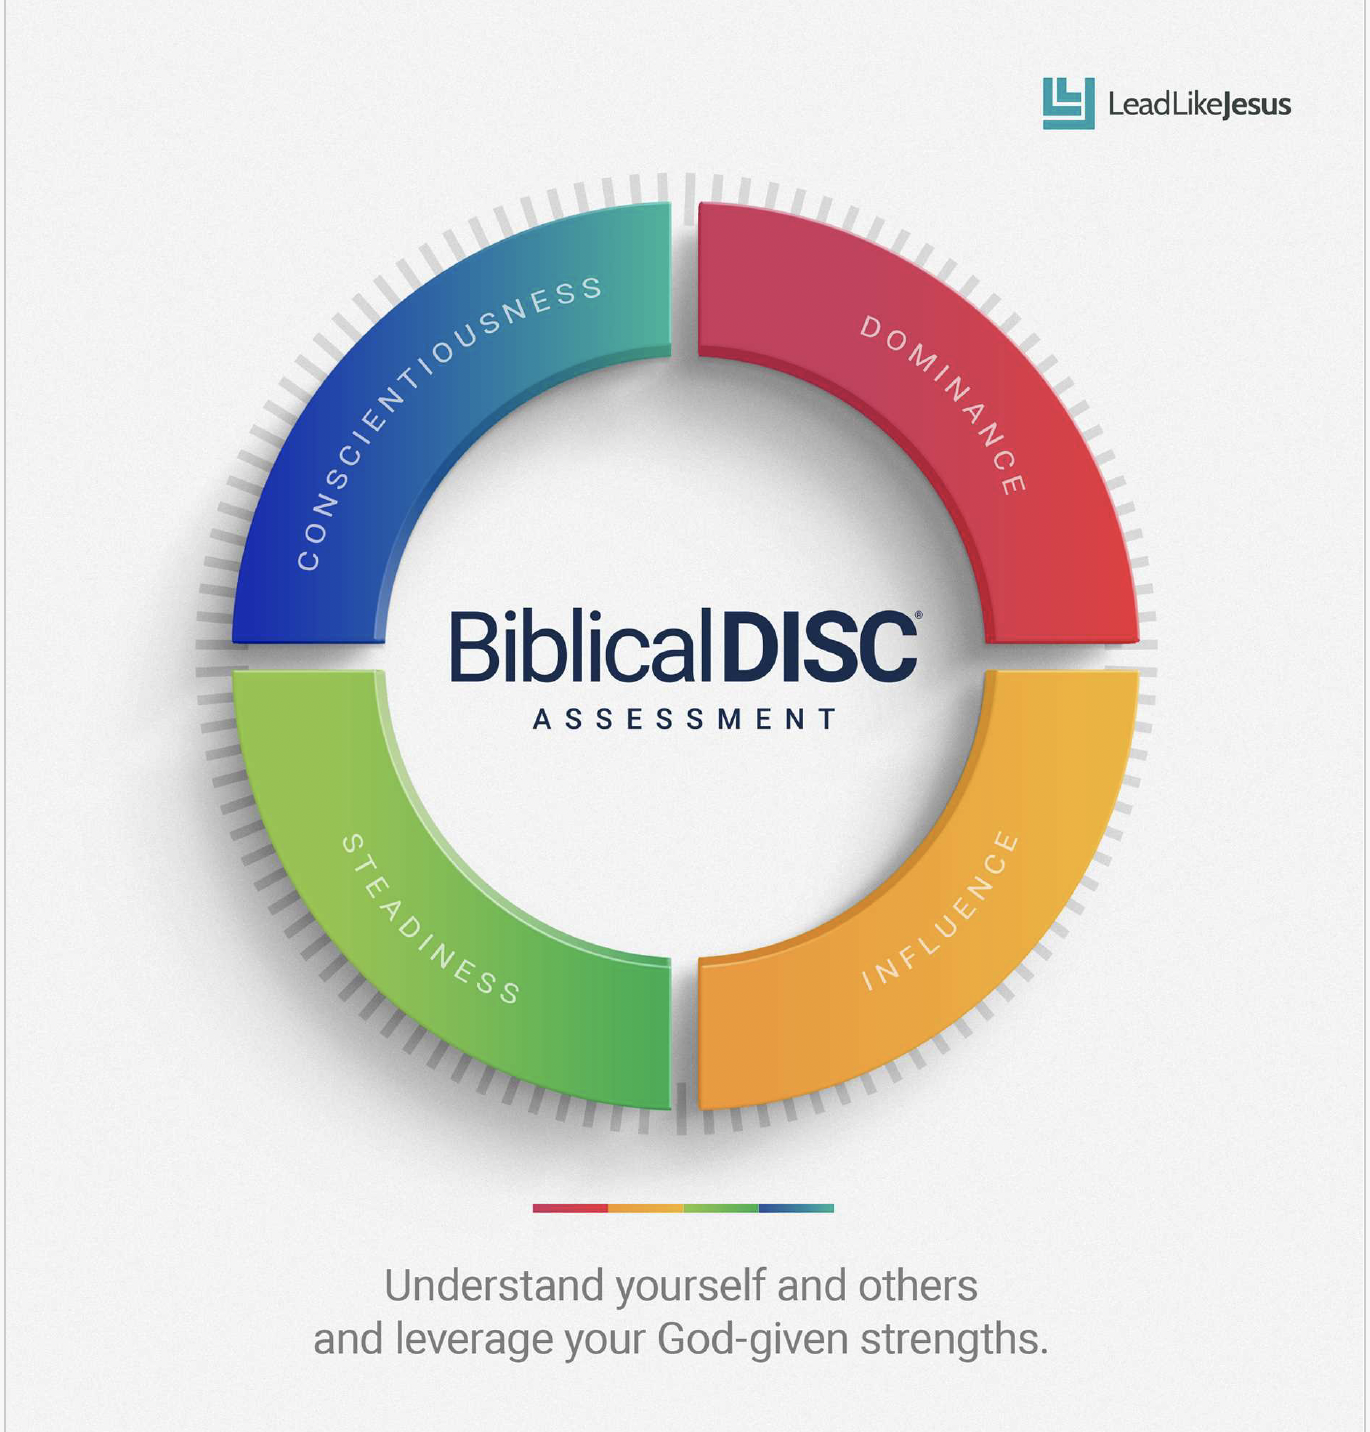 LeadLikeJesus
CONSCIENTIOUSNESS
DOMINANCE
BiblicalDISC®
ASSESSMENT
STEADINESS
INFLUENCE
Understand yourself and others
and leverage your God-given strengths.